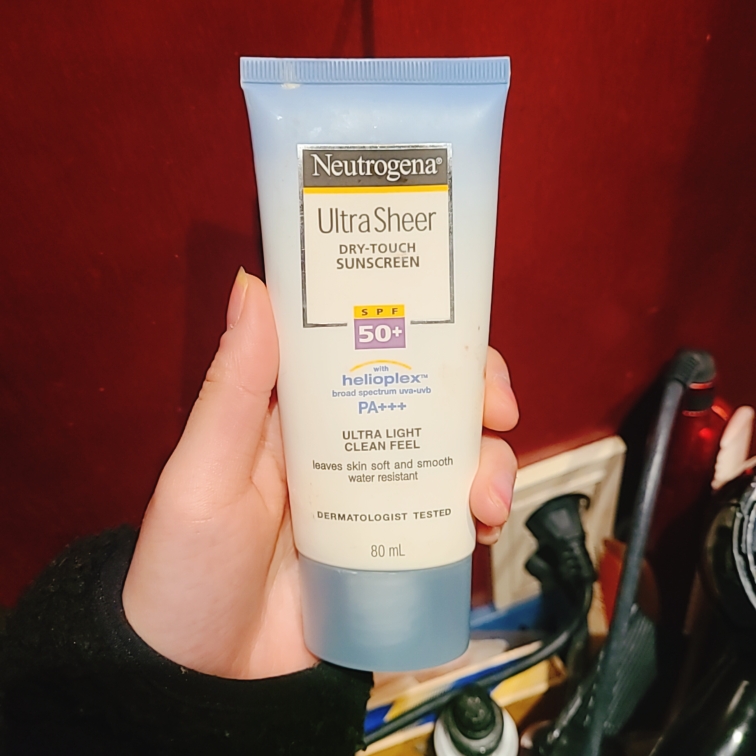 Neutrogena®
Ultra Sheer
DRY-TOUCH
SUNSCREEN
SPF
50+
with
helioplex™
broad spectrum uva-uvb
PA+++
ULTRA LIGHT
CLEAN FEEL
leaves skin soft and smooth
water resistant
DERMATOLOGIST TESTED
80 mL